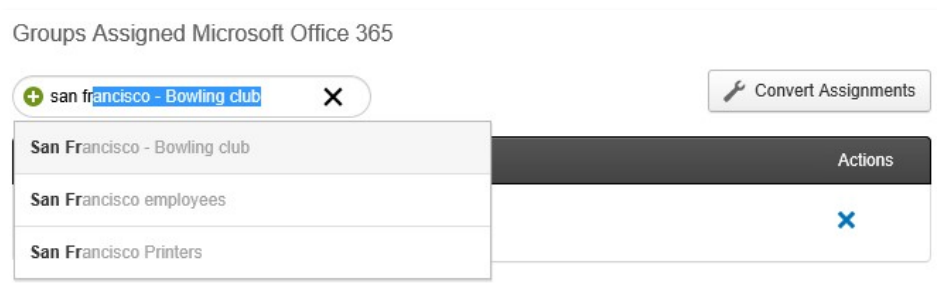 Groups Assigned Microsoft Office 365
san francisco - Bowling club
Convert Assignments
San Francisco - Bowling club
Actions
San Francisco employees
San Francisco Printers